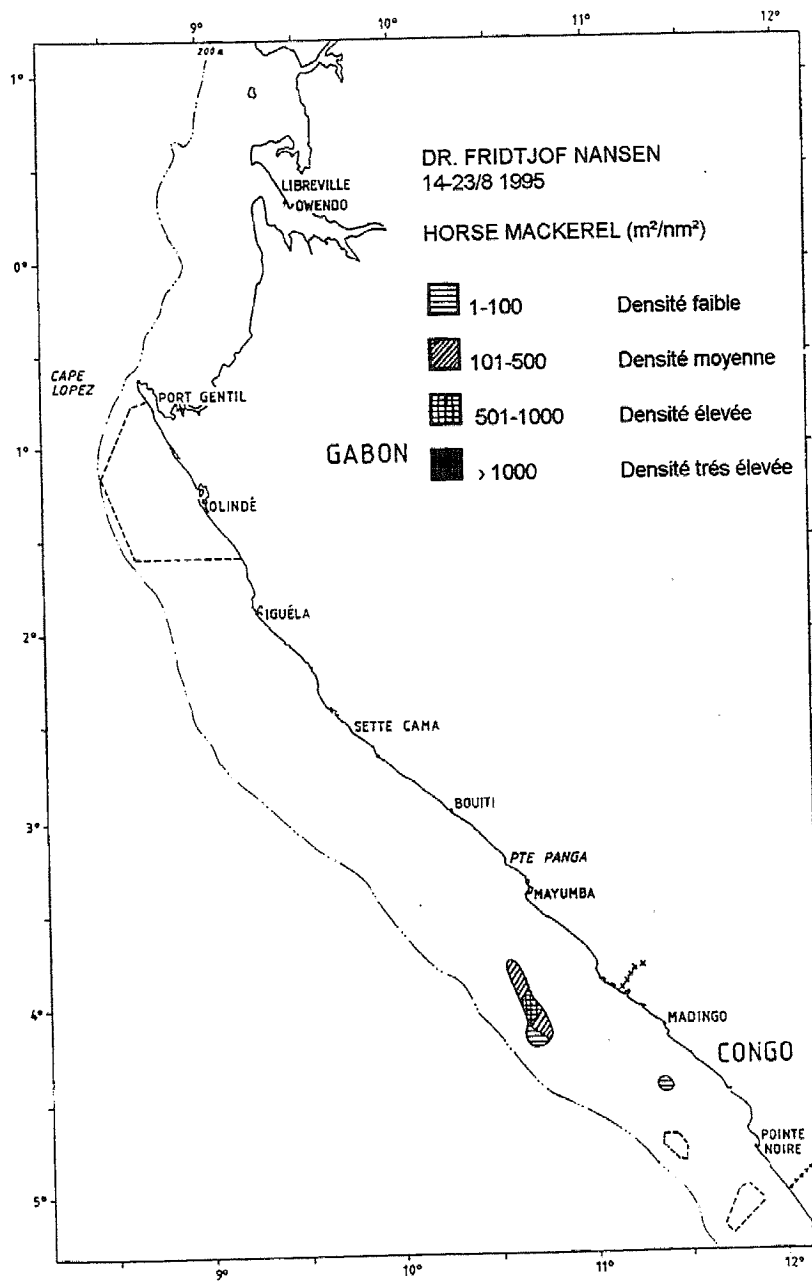 9°
10°
11°
12°
200 m
1°
DR. FRIDTJOF NANSEN
14-23/8 1995
LIBREVILLE
OWENDO
HORSE MACKEREL (m²/nm²)
0°
1-100 Densité faible
CAPE
LOPEZ
101-500 Densité moyenne
PORT GENTIL
501-1000 Densité élevée
1°
GABON
> 1000 Densité trés élevée
OLINDÉ
IGUÉLA
2°
SETTE CAMA
BOUITI
3°
PTE PANGA
MAYUMBA
4°
MADINGO
CONGO
POINTE
NOIRE
5°
9°
10°
11°
12°